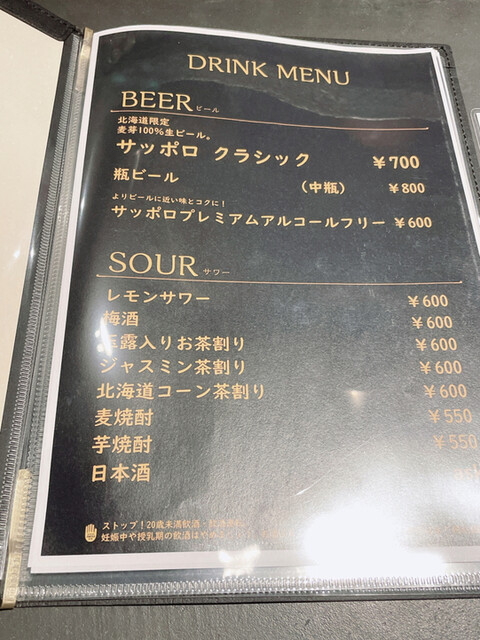 DRINK MENU
BEER ビール
北海道限定
麦芽100%生ビール。
サッポロ クラシック ¥700
瓶ビール (中瓶) ¥800
よりビールに近い味とコクに!
サッポロプレミアムアルコールフリー ¥600
SOUR サワー
レモンサワー ¥600
梅酒 ¥600
玉露入りお茶割り ¥600
ジャスミン茶割り ¥600
北海道コーン茶割り ¥600
麦焼酎 ¥550
芋焼酎 ¥550
日本酒
ストップ!20歳未満飲酒・
妊娠中や授乳期の飲酒は